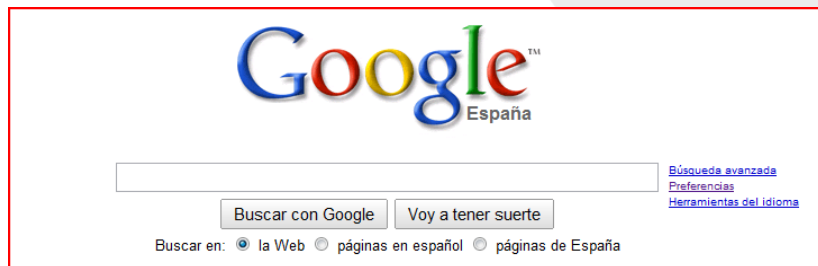 Google™
España
Búsqueda avanzada
Preferencias
Herramientas del idioma
Buscar con Google Voy a tener suerte
Buscar en: la Web páginas en español páginas de España